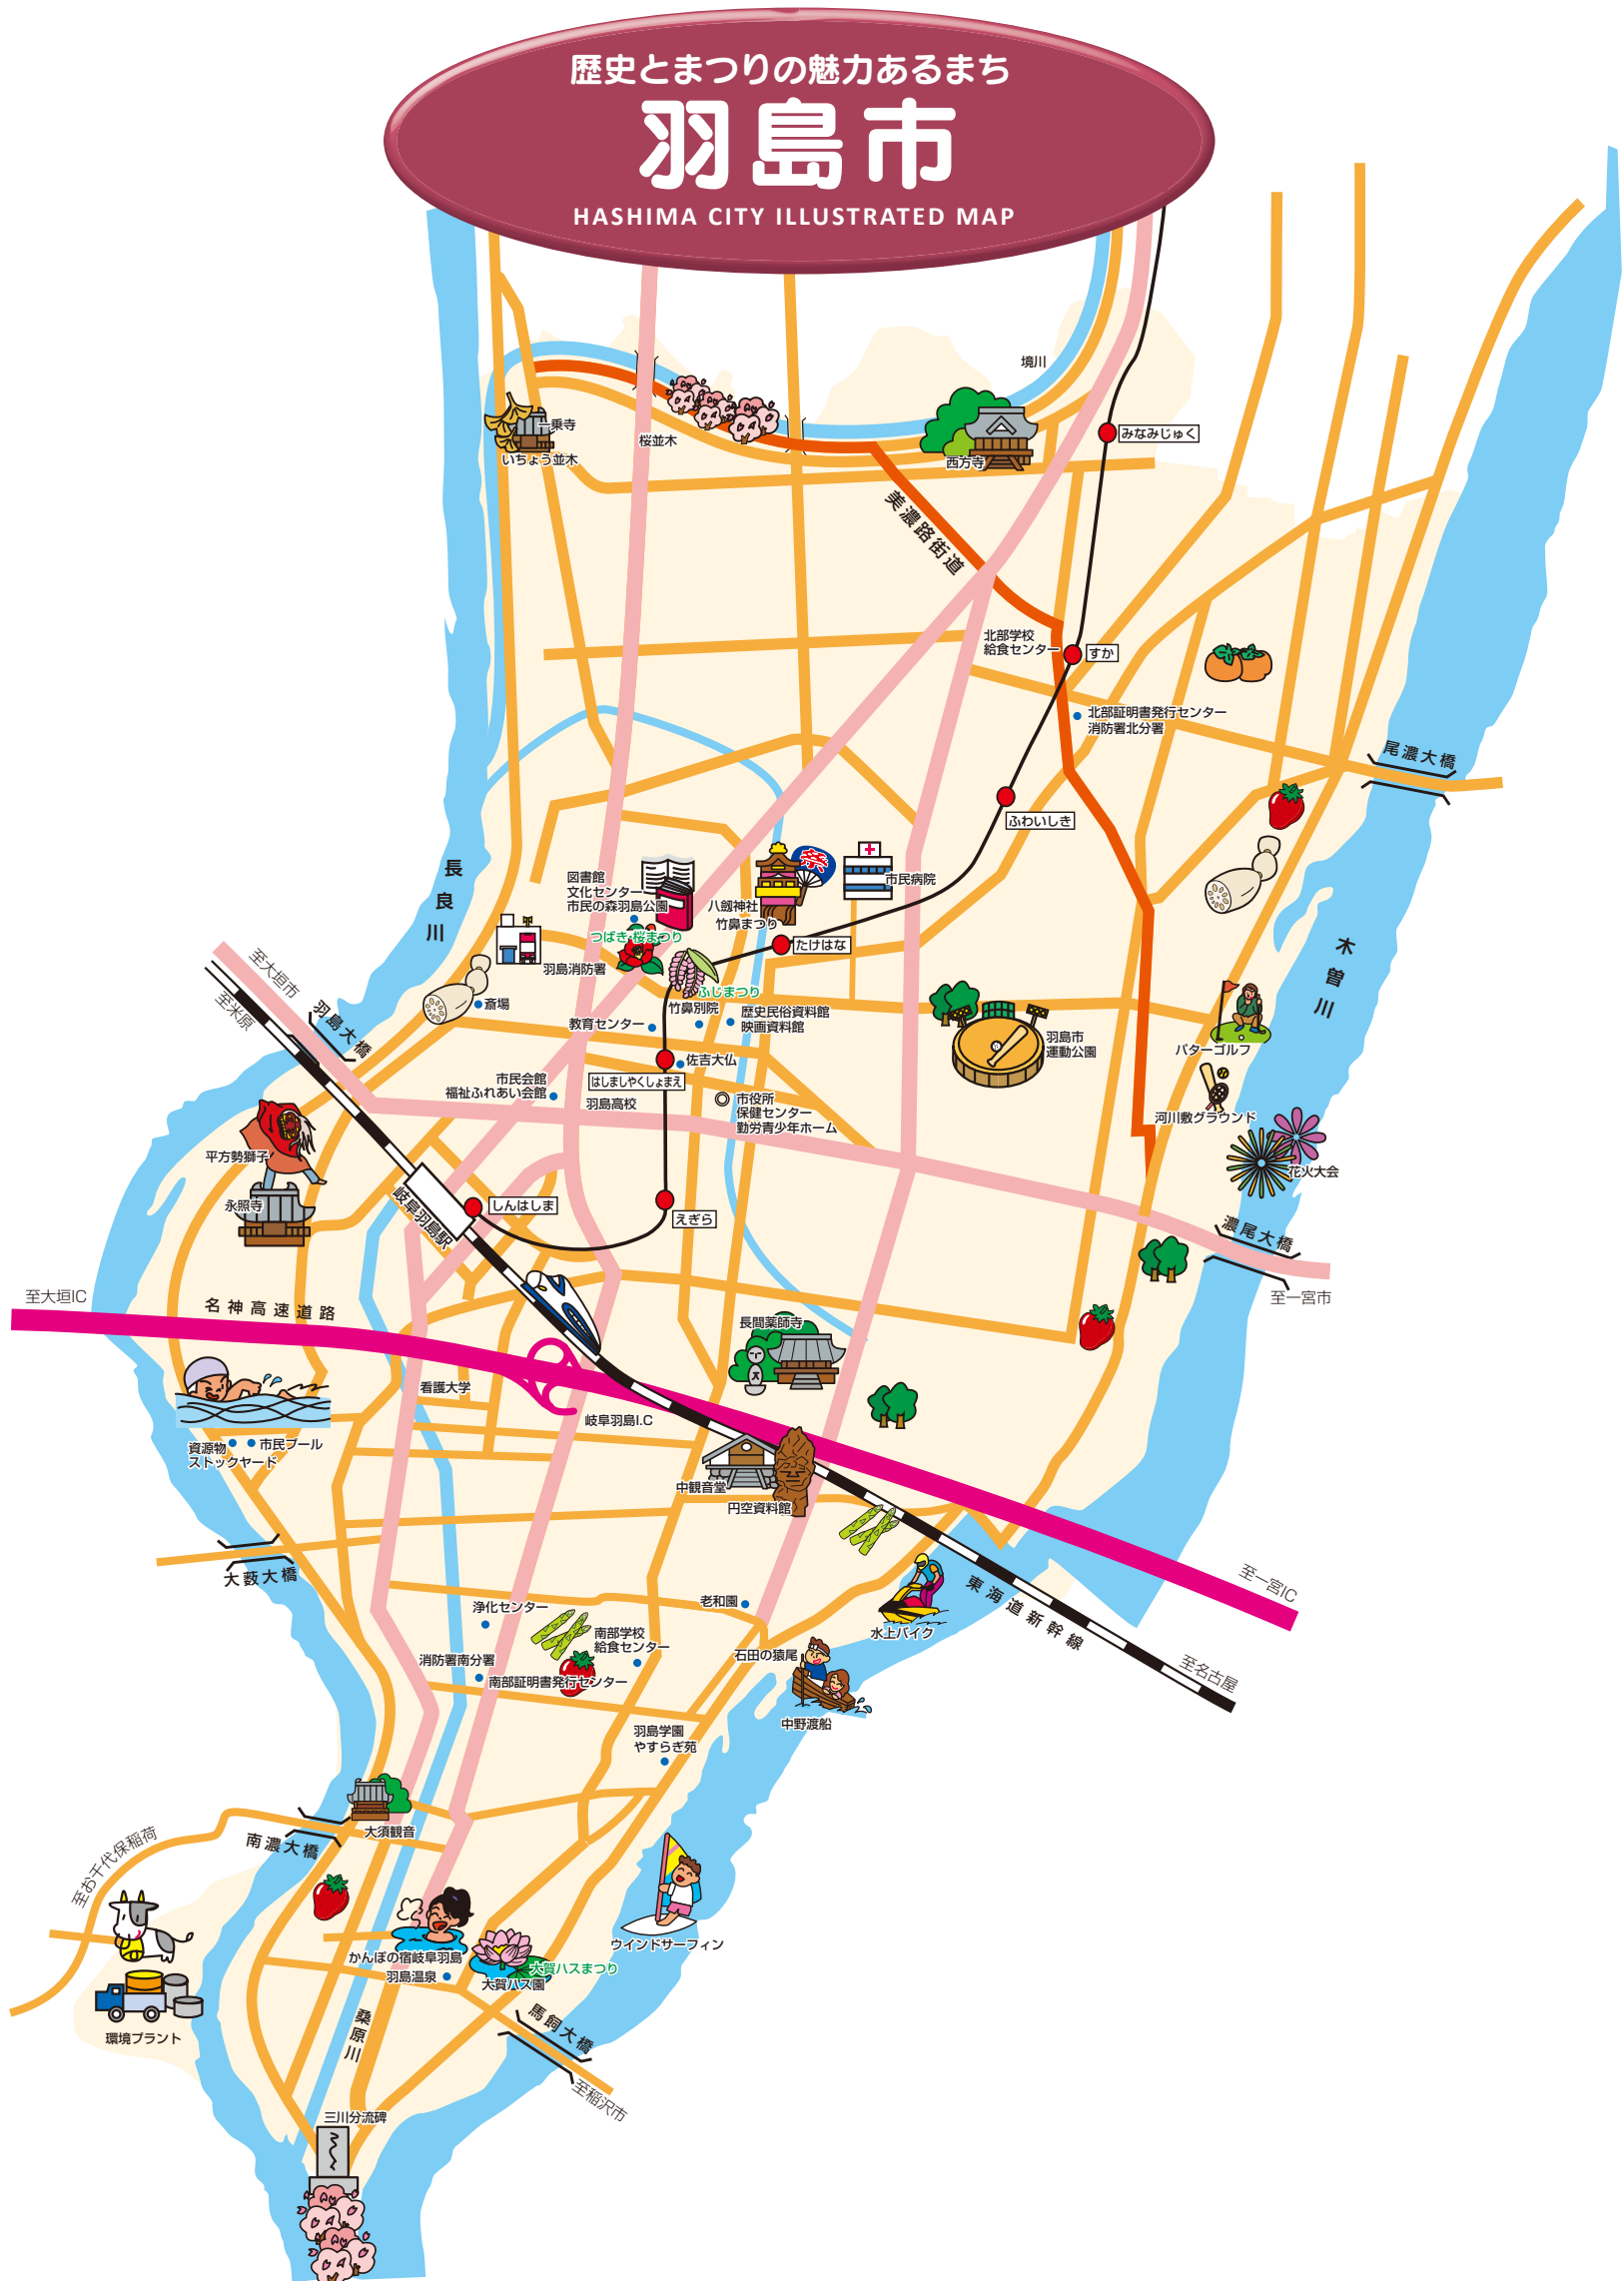 歴史とまつりの魅力あるまち
羽島市
HASHIMA CITY ILLUSTRATED MAP
境川
一乗寺
いちょう並木
桜並木
西方寺
みなみじゅく
美濃路街道
北部学校
給食センター
すか
北部証明書発行センター
消防署北分署
尾濃大橋
ふわいしき
長良川
図書館
文化センター
市民の森羽島公園
つばき 桜まつり
八劔神社
竹鼻まつり
祭
市民病院
たけはな
羽島消防署
ふじまつり
竹鼻別院
斎場
教育センター
歴史民俗資料館
映画資料館
木曽川
至大垣市
至米原
羽島大橋
羽島市
運動公園
パターゴルフ
佐吉大仏
はしましやくしょまえ
市民会館
福祉ふれあい会館
羽島高校
市役所
保健センター
勤労青少年ホーム
河川敷グラウンド
花火大会
平方勢獅子
永照寺
岐阜羽島駅
しんはしま
えぎら
濃尾大橋
至一宮市
至大垣IC
名神高速道路
長間薬師寺
看護大学
岐阜羽島I.C
資源物
ストックヤード
市民プール
中観音堂
円空資料館
大薮大橋
至一宮IC
東海道新幹線
至名古屋
浄化センター
老和園
水上バイク
南部学校
給食センター
石田の猿尾
消防署南分署
南部証明書発行センター
中野渡船
羽島学園
やすらぎ苑
大須観音
南濃大橋
至お千代保稲荷
ウインドサーフィン
かんぽの宿岐阜羽島
羽島温泉
大賀ハスまつり
大賀ハス園
馬飼大橋
至稲沢市
環境プラント
桑原川
三川分流碑